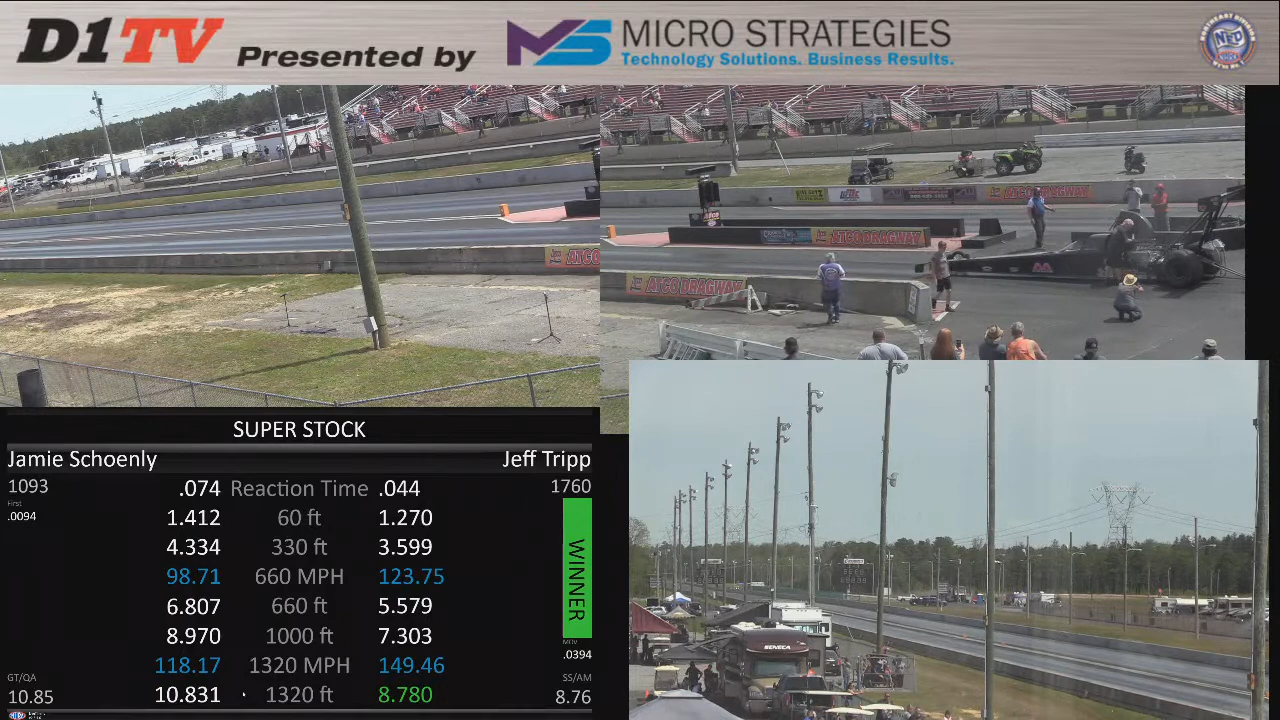 D1TV Presented by MS MICRO STRATEGIES
Technology Solutions. Business Results.
NED
ATCO DRAGWAY
ATCO DRAGWAY
ATCO DRAGWAY
SUPER STOCK
Jamie Schoenly Jeff Tripp
1093 .074 Reaction Time .044 1760
First
.0094 1.412 60 ft 1.270
4.334 330 ft 3.599
98.71 660 MPH 123.75
6.807 660 ft 5.579
8.970 1000 ft 7.303
WINNER
MOV
.0394
118.17 1320 MPH 149.46
GT/QA SS/AM
10.85 10.831 1320 ft 8.780 8.76
SENECA